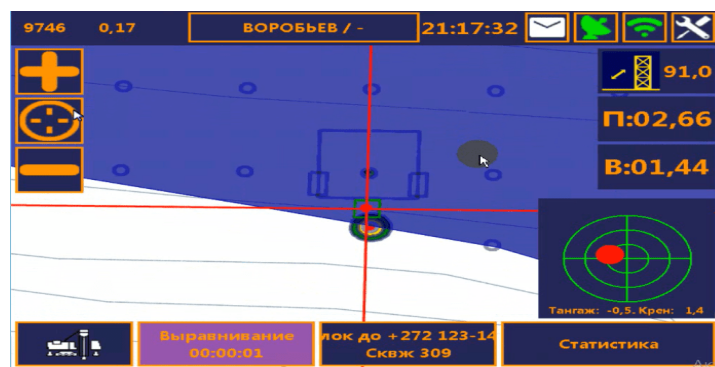 9746 0,17 ВОРОБЬЕВ / - 21:17:32
91,0
П:02,66
В:01,44
Тангаж: -0,5. Крен: 1,4
Выравнивание
00:00:01
лок до +272 123-14
Скваж 309
Статистика